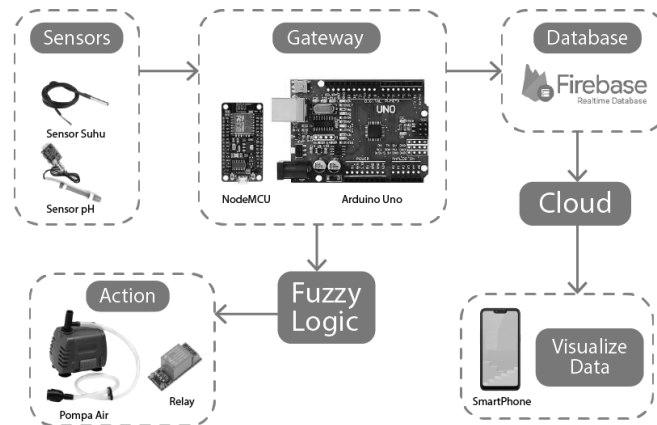 Sensors
Gateway
Database
UNO
Firebase
Realtime Database
Sensor Suhu
Sensor pH
NodeMCU
Arduino Uno
Cloud
Action
Fuzzy
Logic
Visualize
Data
Pompa Air
Relay
SmartPhone